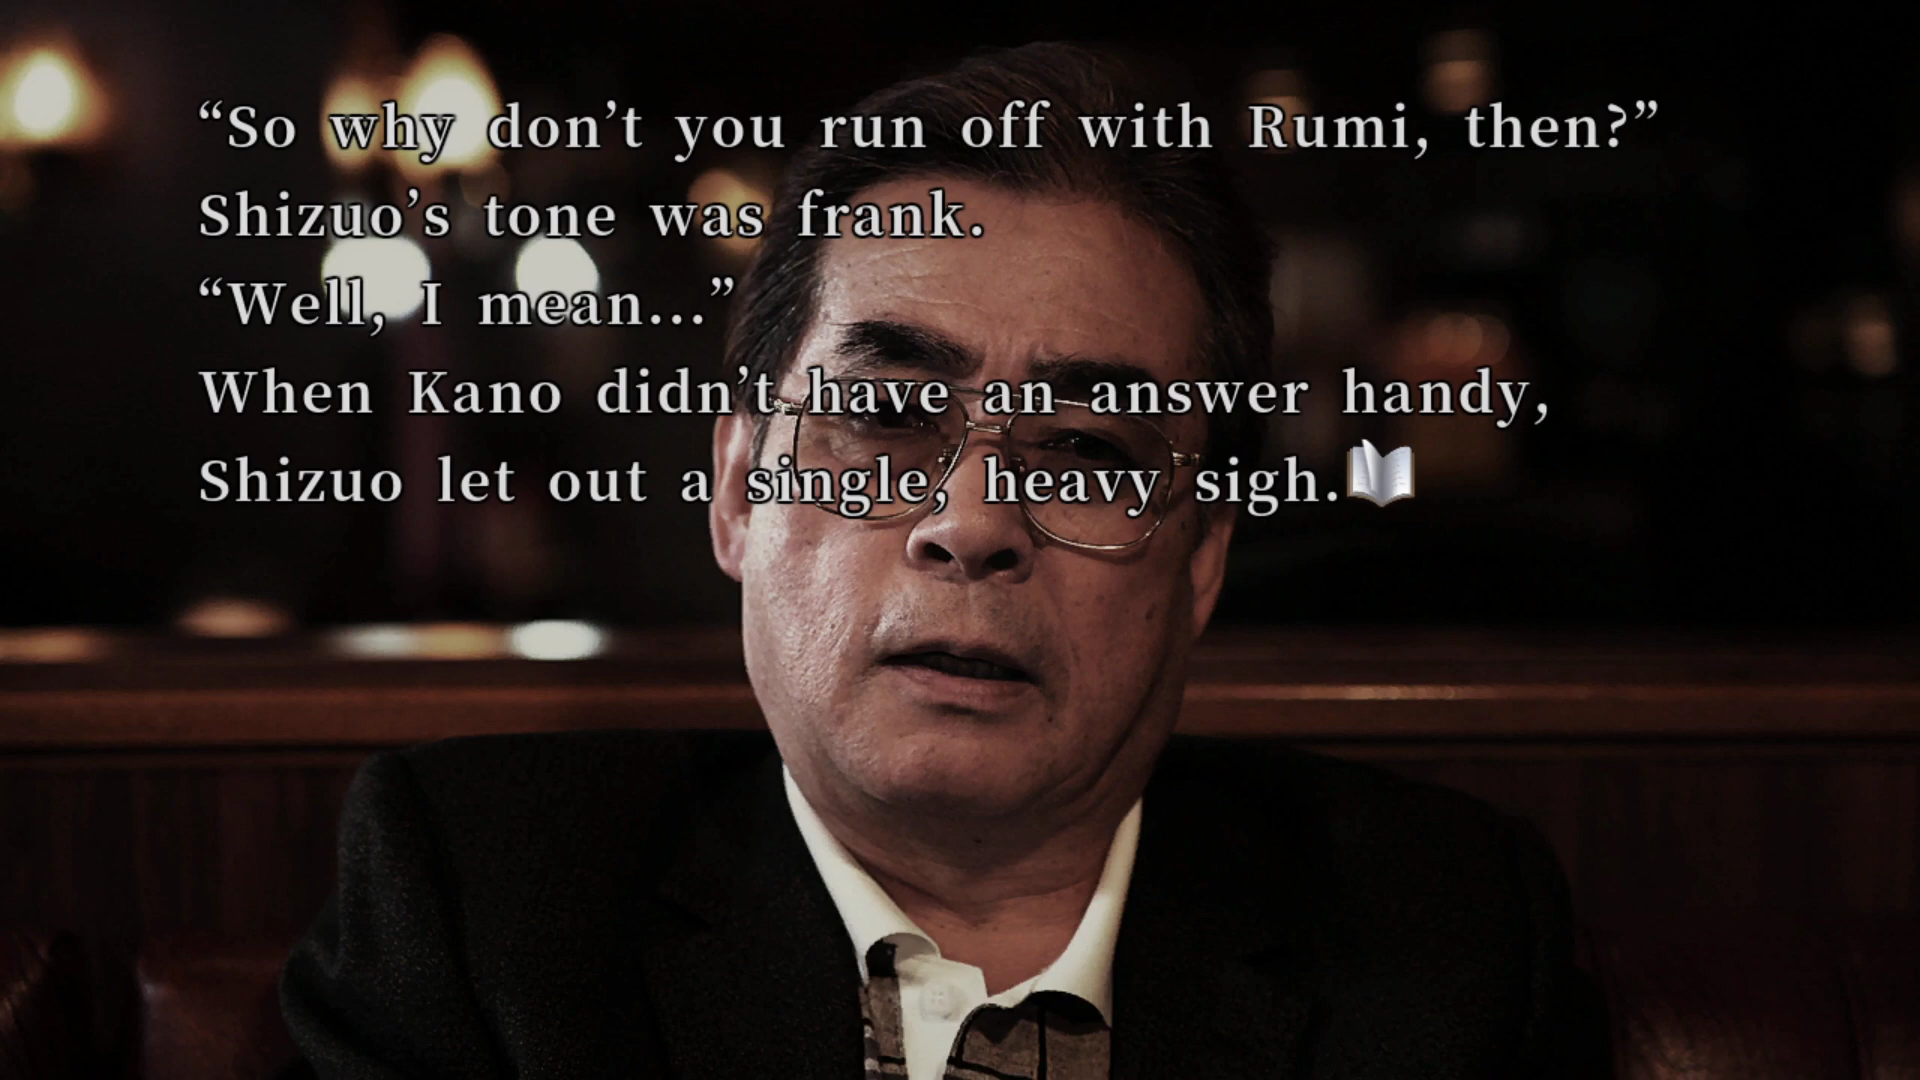 “So why don’t you run off with Rumi, then?”
Shizuo’s tone was frank.
“Well, I mean...”
When Kano didn’t have an answer handy,
Shizuo let out a single, heavy sigh.